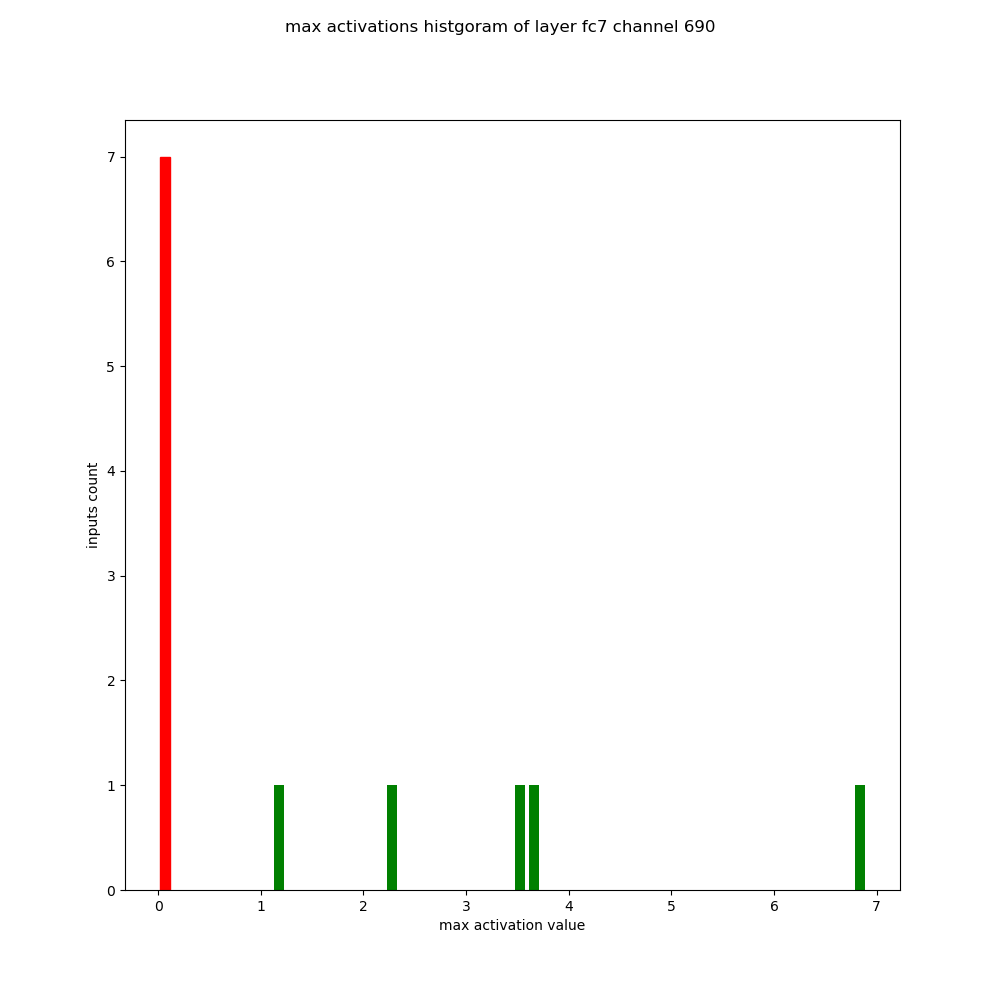 max activations histgoram of layer fc7 channel 690
7
6
5
4
3
2
1
0
inputs count
0 1 2 3 4 5 6 7
max activation value